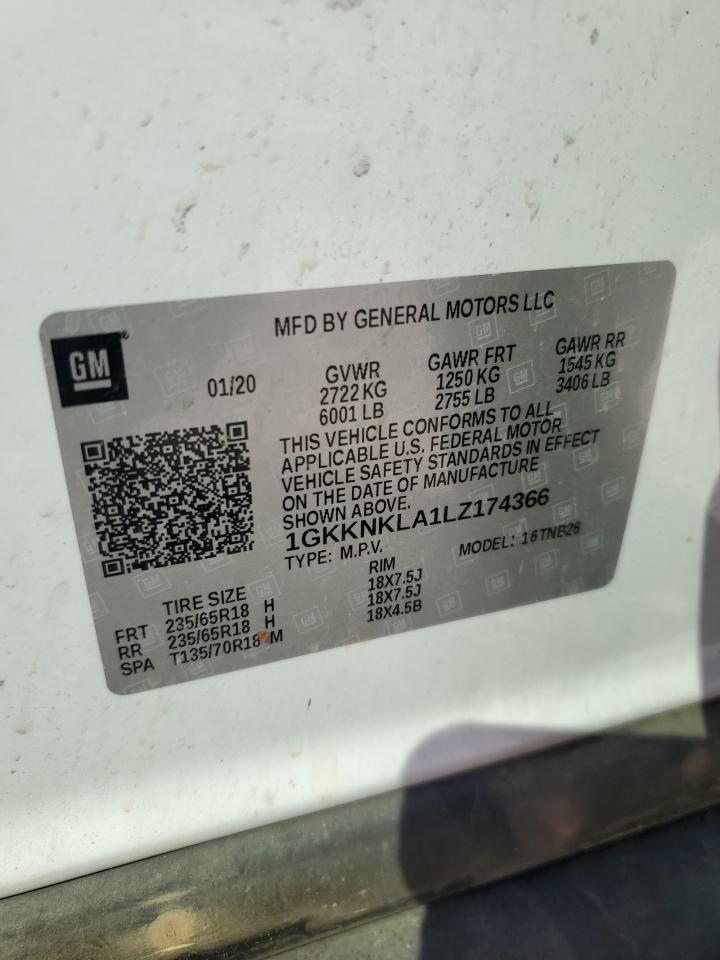 MFD BY GENERAL MOTORS LLC
GM
01/20
GVWR
2722 KG
6001 LB
GAWR FRT
1250 KG
2755 LB
GAWR RR
1545 KG
3406 LB
THIS VEHICLE CONFORMS TO ALL
APPLICABLE U.S. FEDERAL MOTOR
VEHICLE SAFETY STANDARDS IN EFFECT
ON THE DATE OF MANUFACTURE
SHOWN ABOVE.
1GKKNKLA1LZ174366
TYPE: M.P.V. MODEL: 16TNB26
TIRE SIZE RIM
FRT 235/65R18 H 18X7.5J
RR 235/65R18 H 18X7.5J
SPA T135/70R18 M 18X4.5B